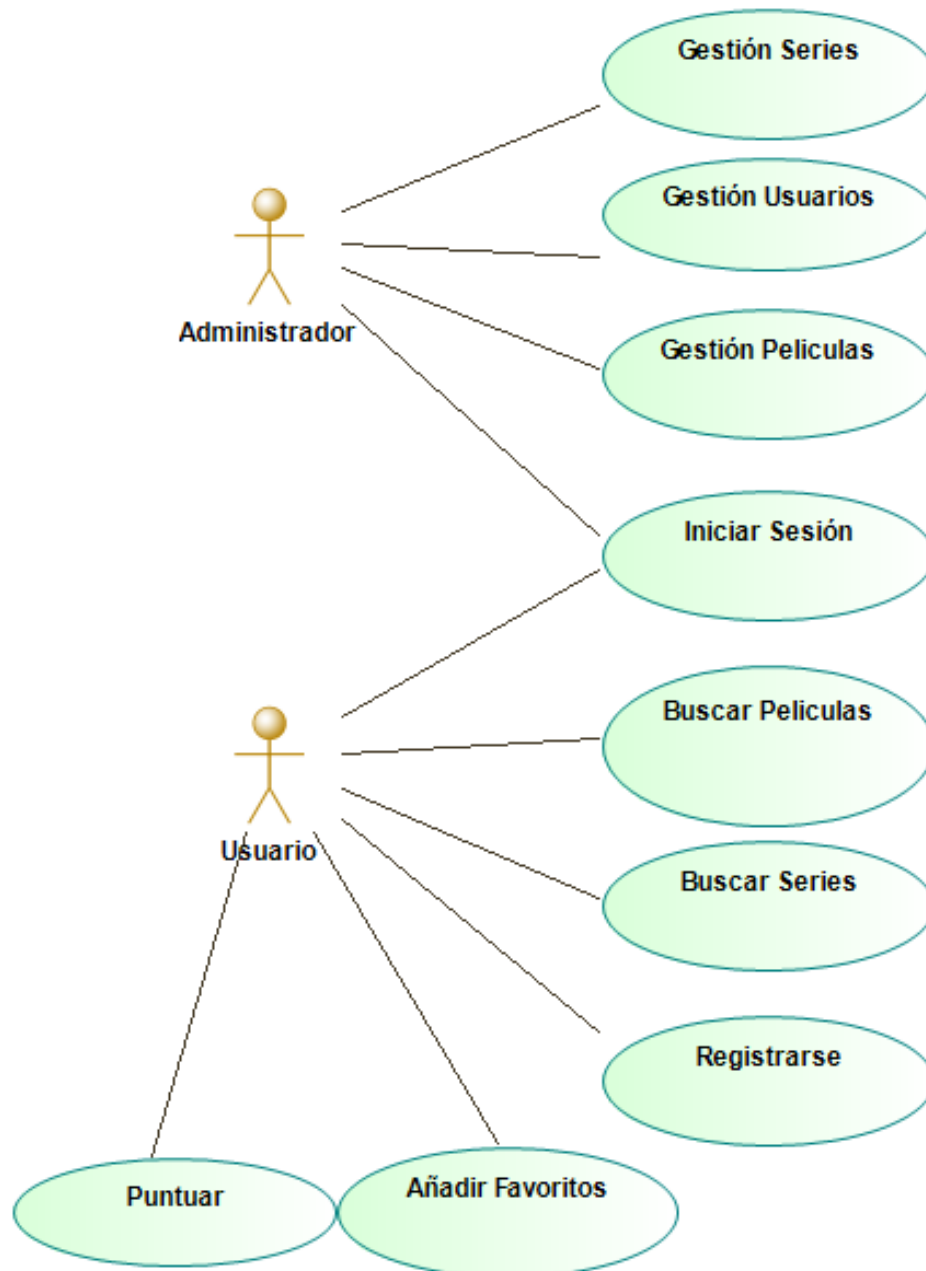 Gestión Series
Gestión Usuarios
Administrador
Gestión Peliculas
Iniciar Sesión
Buscar Peliculas
Usuario
Buscar Series
Registrarse
Puntuar
Añadir Favoritos